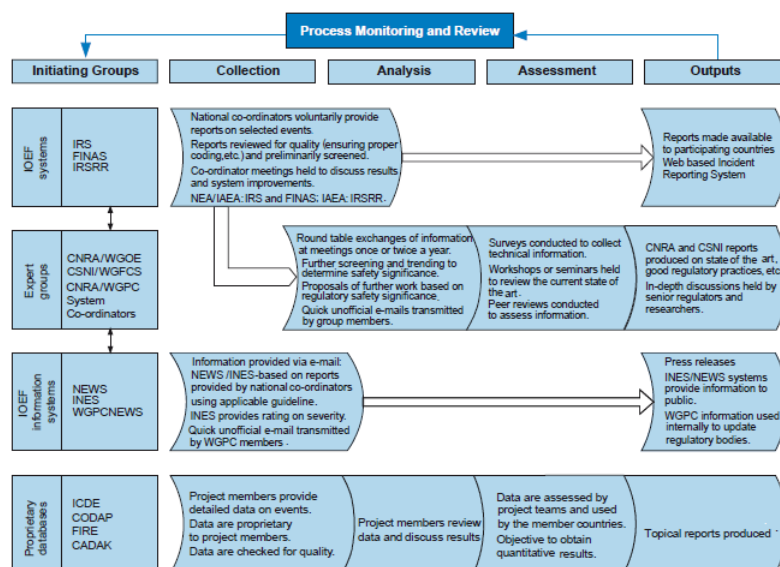 Process Monitoring and Review
Initiating Groups
Collection
Analysis
Assessment
Outputs
IOEF
systems
IRS
FINAS
IRSRR
National co-ordinators voluntarily provide
reports on selected events.
Reports reviewed for quality (ensuring proper
coding,etc.) and preliminarily screened.
Co-ordinator meetings held to discuss results
and system improvements.
NEA/IAEA: IRS and FINAS; IAEA: IRSRR.
Reports made available
to participating countries
Web based Incident
Reporting System
Expert
groups
CNRA/WGOE
CSNI/WGFCS
CNRA/WGPC
System
Co-ordinators
Round table exchanges of information
at meetings once or twice a year.
Further screening and trending to
determine safety significance.
Proposals of further work based on
regulatory safety significance.
Quick unofficial e-mails transmitted
by group members.
Surveys conducted to collect
technical information.
Workshops or seminars held
to review the current state of
the art.
Peer reviews conducted
to assess information.
CNRA and CSNI reports
produced on state of the art,
good regulatory practices, etc
In-depth discussions held by
senior regulators and
researchers.
IOEF
information
systems
NEWS
INES
WGPCNEWS
Information provided via e-mail:
NEWS /INES-based on reports
provided by national co-ordinators
using applicable guideline.
INES provides rating on severity.
Quick unofficial e-mail transmitted
by WGPC members .
Press releases
INES/NEWS systems
provide information to
public.
WGPC information used
internally to update
regulatory bodies.
Proprietary
databases
ICDE
CODAP
FIRE
CADAK
Project members provide
detailed data on events.
Data are proprietary
to project members.
Data are checked for quality.
Project members review
data and discuss results
Data are assessed by
project teams and used
by the member countries.
Objective to obtain
quantitative results.
Topical reports produced .